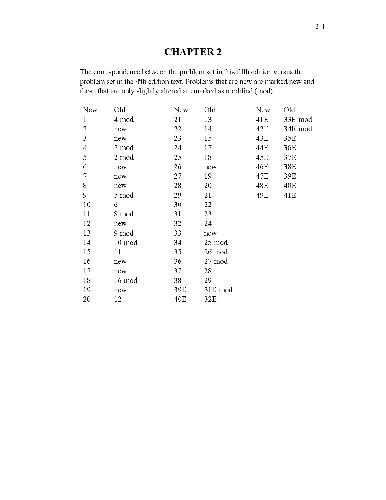 2-1
CHAPTER 2
The correspondence between the problem set in this fifth edition versus the
problem set in the 4'th edition text. Problems that are new are marked new and
those that are only slightly altered are marked as modified (mod).
New Old New Old New Old
1 4 mod 21 13 41E 33E mod
2 new 22 14 42E 34E mod
3 new 23 15 43E 35E
4 7 mod 24 17 44E 36E
5 2 mod 25 18 45E 37E
6 new 26 new 46E 38E
7 new 27 19 47E 39E
8 new 28 20 48E 40E
9 5 mod 29 21 49E 41E
10 6 30 22
11 8 mod 31 23
12 new 32 24
13 9 mod 33 new
14 10 mod 34 25 mod
15 11 35 26 mod
16 new 36 27 mod
17 new 37 28
18 16 mod 38 29
19 new 39E 31E mod
20 12 40E 32E